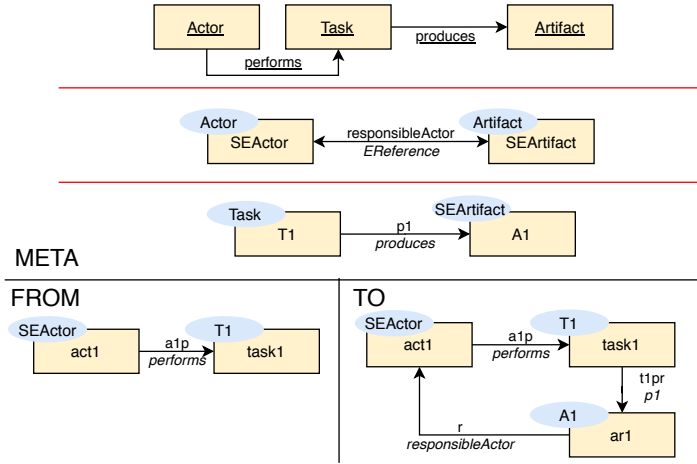 Actor
Task
Artifact
produces
performs
Actor
Artifact
responsibleActor
SEActor
SEArtifact
EReference
Task
SEArtifact
p1
T1
A1
produces
META
FROM
TO
SEActor
T1
a1p
act1
task1
performs
SEActor
T1
a1p
act1
task1
performs
t1pr
p1
A1
r
ar1
responsibleActor